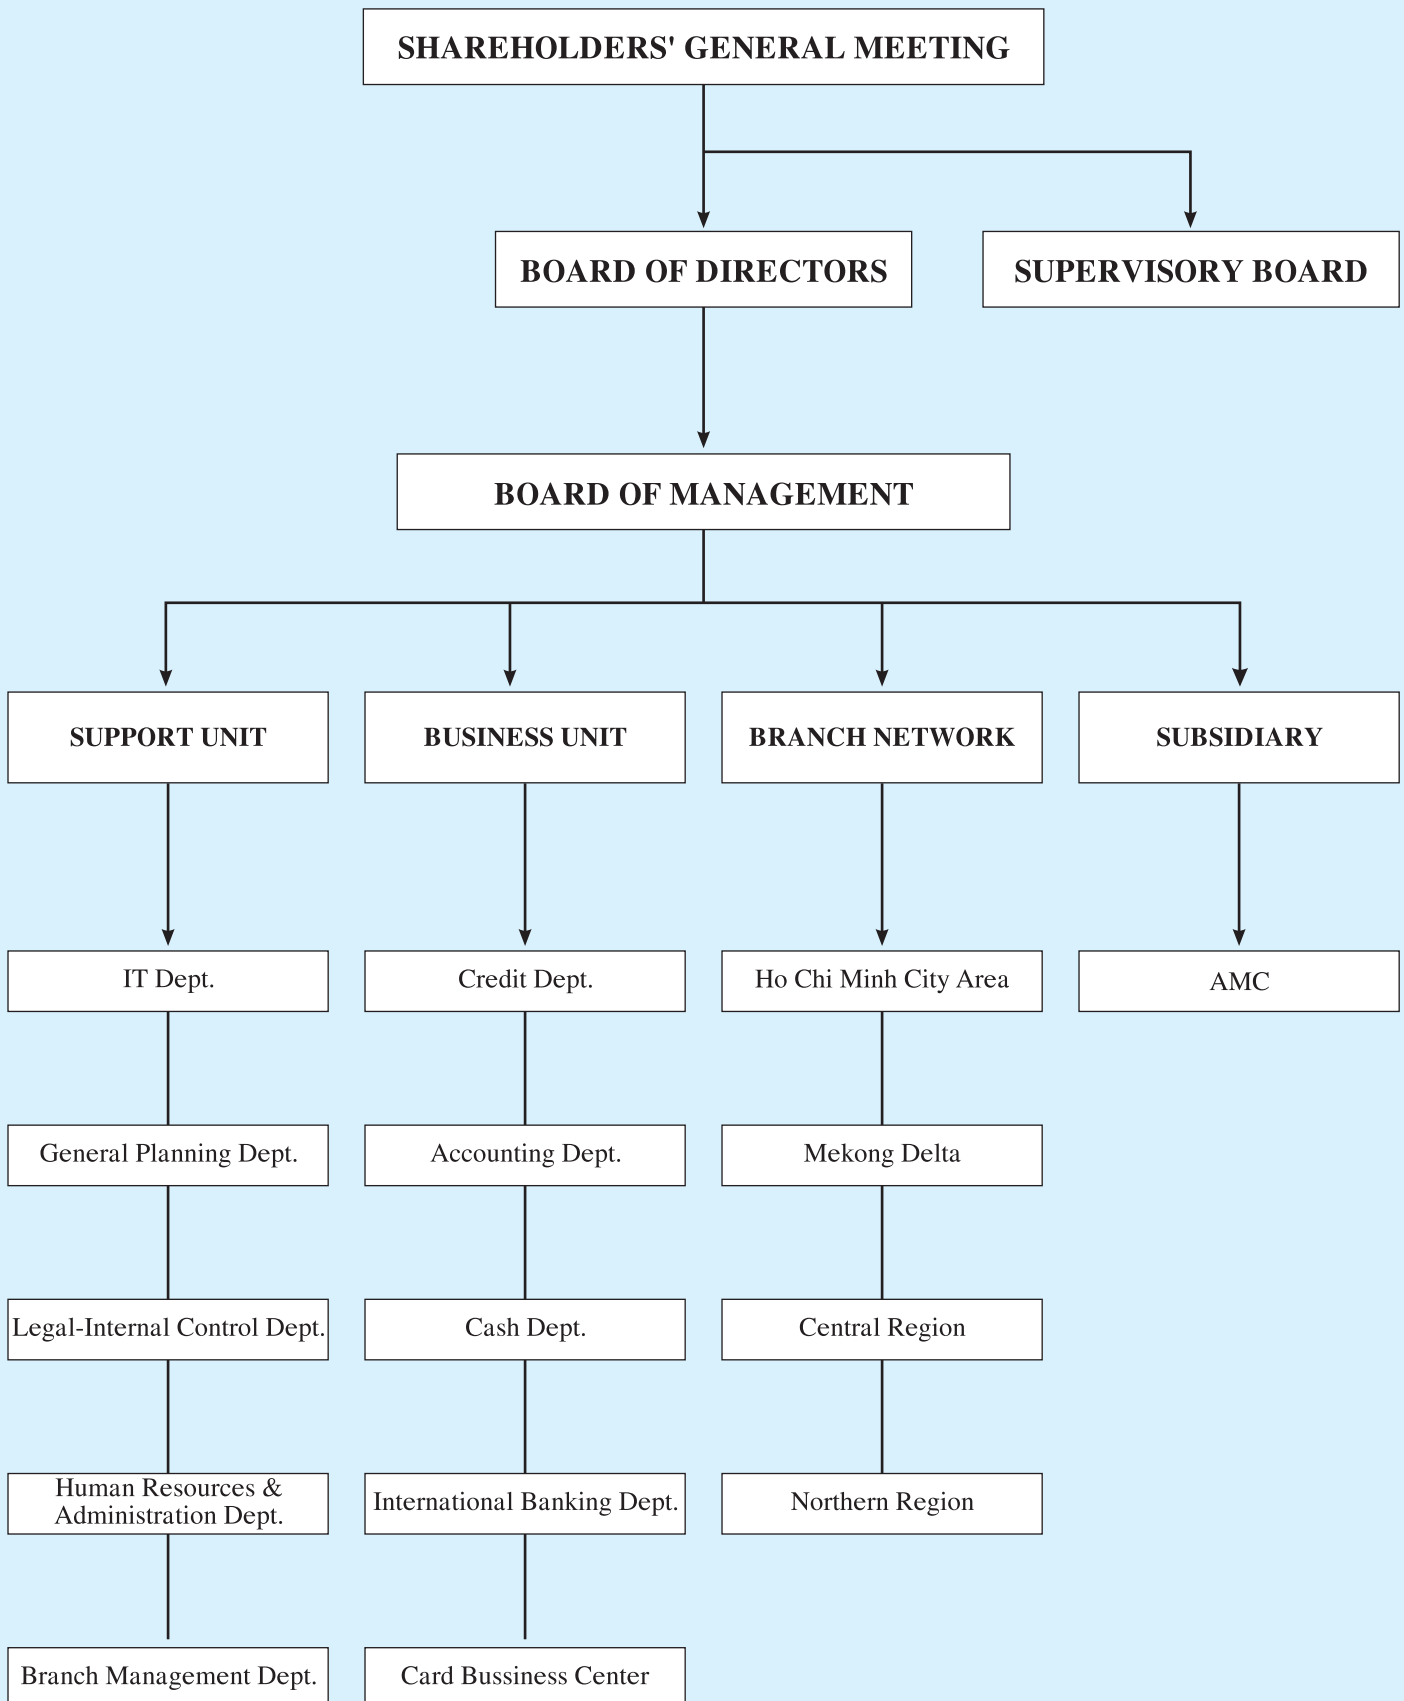 SHAREHOLDERS' GENERAL MEETING
BOARD OF DIRECTORS
SUPERVISORY BOARD
BOARD OF MANAGEMENT
SUPPORT UNIT
BUSINESS UNIT
BRANCH NETWORK
SUBSIDIARY
IT Dept.
Credit Dept.
Ho Chi Minh City Area
AMC
General Planning Dept.
Accounting Dept.
Mekong Delta
Legal-Internal Control Dept.
Cash Dept.
Central Region
Human Resources &
Administration Dept.
International Banking Dept.
Northern Region
Branch Management Dept.
Card Bussiness Center